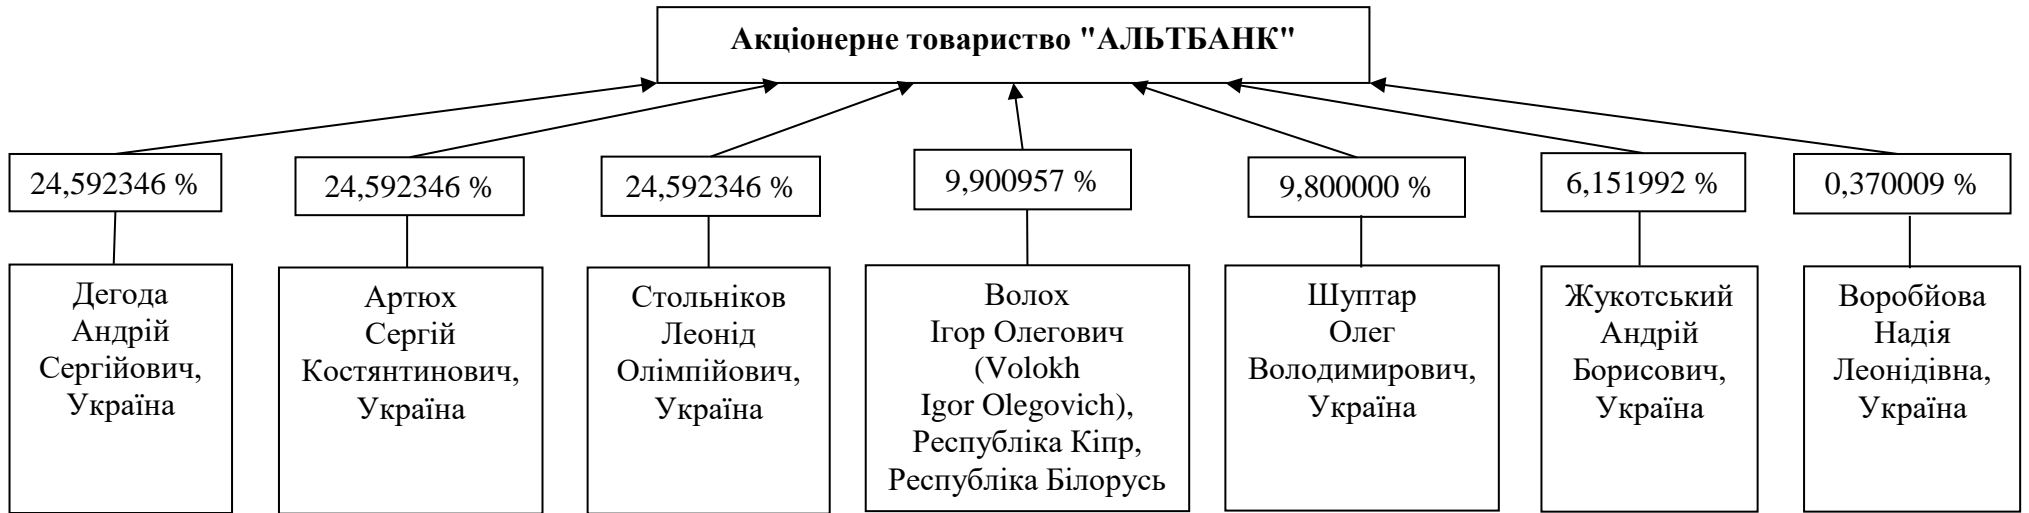 Акціонерне товариство "АЛЬТБАНК"
24,592346 %
24,592346 %
24,592346 %
9,900957 %
9,800000 %
6,151992 %
0,370009 %
Дегода
Андрій
Сергійович,
Україна
Артюх
Сергій
Костянтинович,
Україна
Стольніков
Леонід
Олімпійович,
Україна
Волох
Ігор Олегович
(Volokh
Igor Olegovich),
Республіка Кіпр,
Республіка Білорусь
Шуптар
Олег
Володимирович,
Україна
Жукотський
Андрій
Борисович,
Україна
Воробйова
Надія
Леонідівна,
Україна